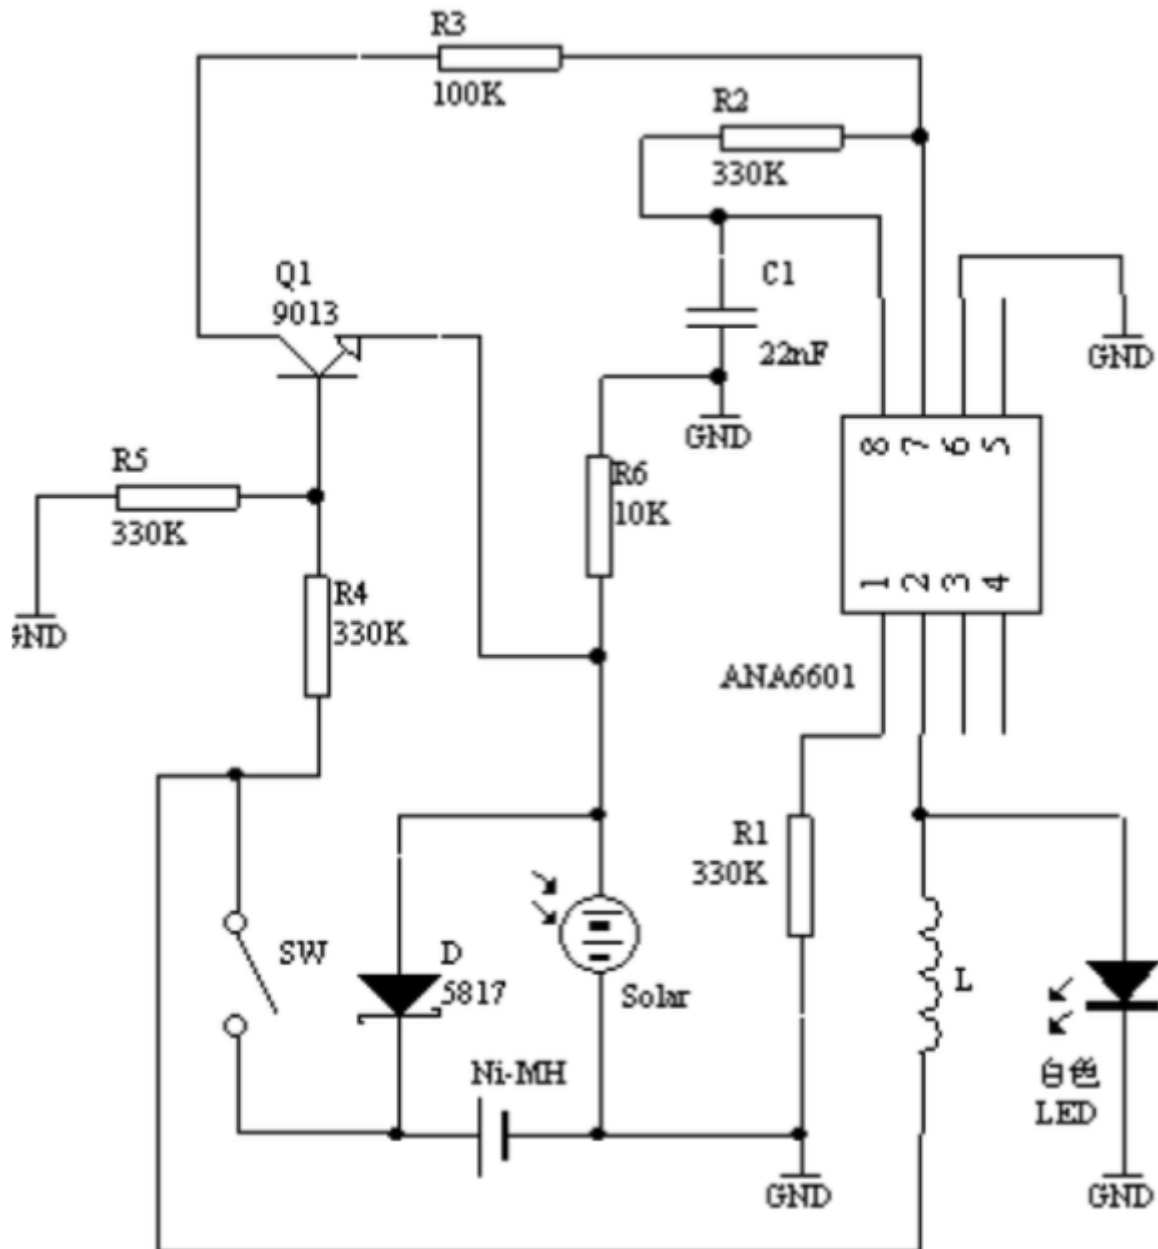 R3
100K
R2
330K
Q1
9013
C1
22nF
GND
GND
8 7 6 5
R5
330K
R6
10K
GND
R4
330K
1 2 3 4
ANA6601
R1
330K
SW
D
5817
Solar
L
Ni-MH
白色
LED
GND
GND